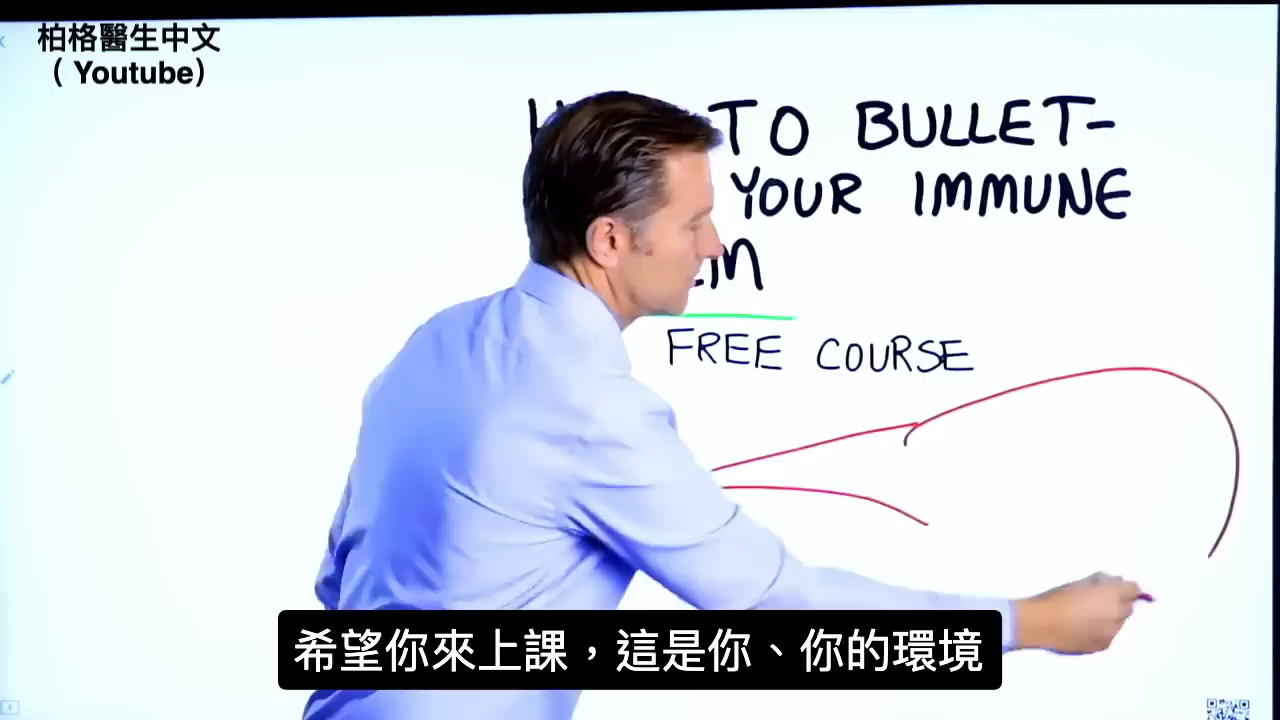 柏格醫生中文
( Youtube)
TO BULLET-
YOUR IMMUNE
FREE COURSE
希望你來上課，這是你、你的環境